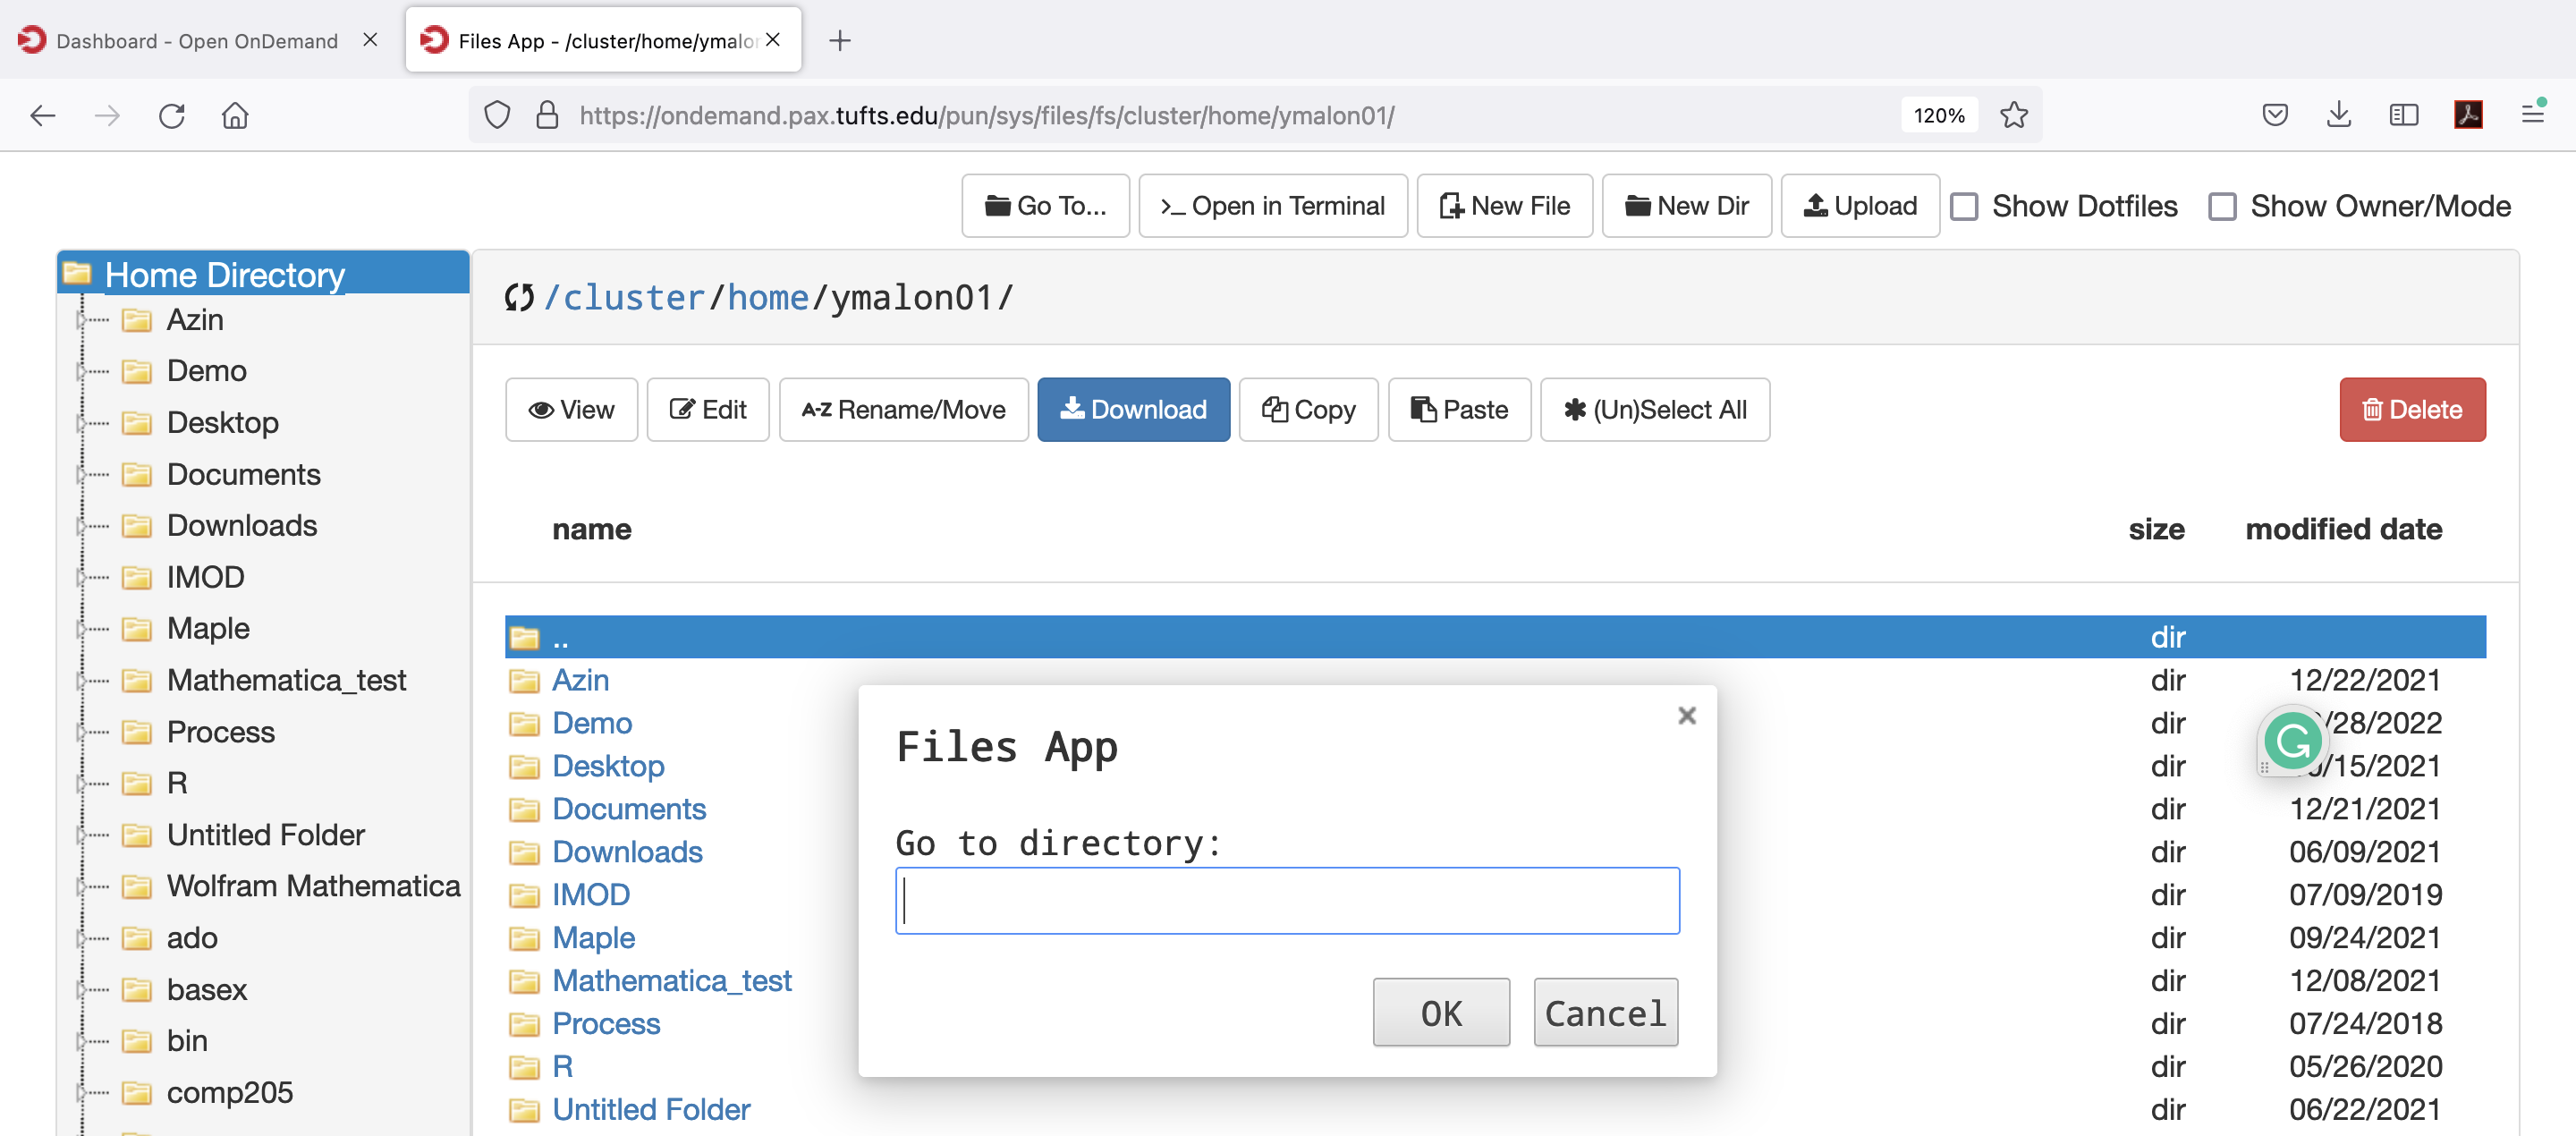 Dashboard - Open OnDemand
Files App - /cluster/home/ymalo
https://ondemand.pax.tufts.edu/pun/sys/files/fs/cluster/home/ymalon01/
120%
Go To...
>_ Open in Terminal
New File
New Dir
Upload
Show Dotfiles
Show Owner/Mode
Home Directory
Azin
Demo
Desktop
Documents
Downloads
IMOD
Maple
Mathematica_test
Process
R
Untitled Folder
Wolfram Mathematica
ado
basex
bin
comp205
/cluster/home/ymalon01/
View
Edit
A-Z Rename/Move
Download
Copy
Paste
(Un)Select All
Delete
name size modified date
.. dir
Azin dir 12/22/2021
Demo dir /28/2022
Desktop dir /15/2021
Documents dir 12/21/2021
Downloads dir 06/09/2021
IMOD dir 07/09/2019
Maple dir 09/24/2021
Mathematica_test dir 12/08/2021
Process dir 07/24/2018
R dir 05/26/2020
Untitled Folder dir 06/22/2021
Files App
Go to directory:
OK
Cancel